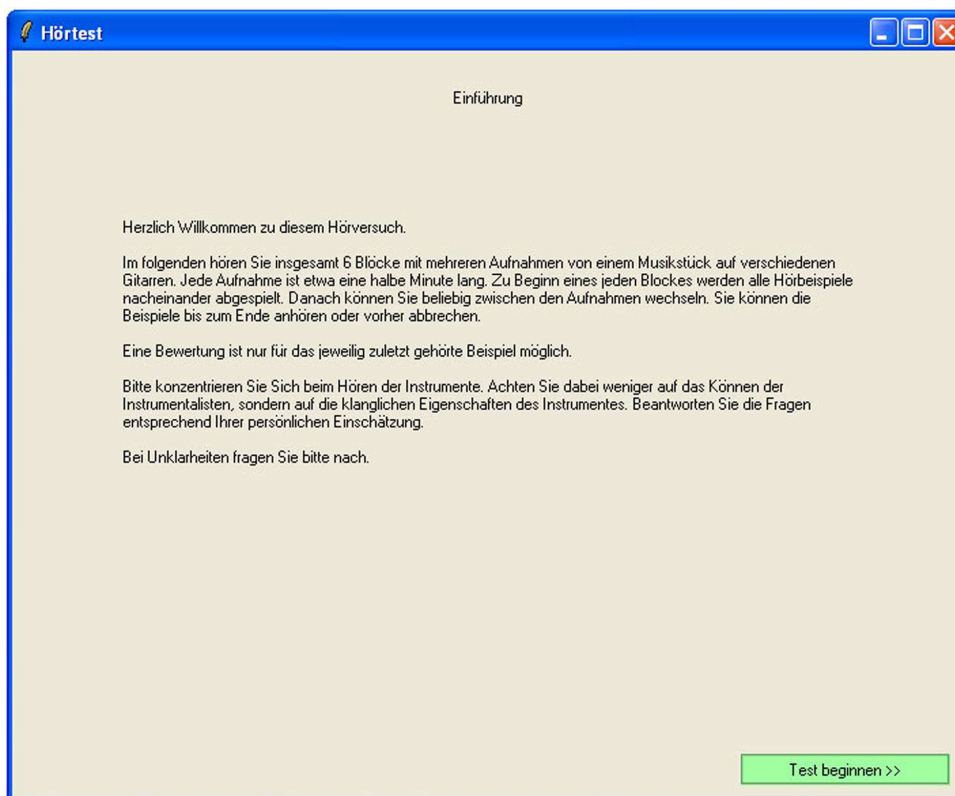 Hörtest
Einführung
Herzlich Willkommen zu diesem Hörversuch.
Im folgenden hören Sie insgesamt 6 Blöcke mit mehreren Aufnahmen von einem Musikstück auf verschiedenen
Gitarren. Jede Aufnahme ist etwa eine halbe Minute lang. Zu Beginn eines jeden Blockes werden alle Hörbeispiele
nacheinander abgespielt. Danach können Sie beliebig zwischen den Aufnahmen wechseln. Sie können die
Beispiele bis zum Ende anhören oder vorher abbrechen.
Eine Bewertung ist nur für das jeweilig zuletzt gehörte Beispiel möglich.
Bitte konzentrieren Sie Sich beim Hören der Instrumente. Achten Sie dabei weniger auf das Können der
Instrumentalisten, sondern auf die klanglichen Eigenschaften des Instrumentes. Beantworten Sie die Fragen
entsprechend Ihrer persönlichen Einschätzung.
Bei Unklarheiten fragen Sie bitte nach.
Test beginnen >>